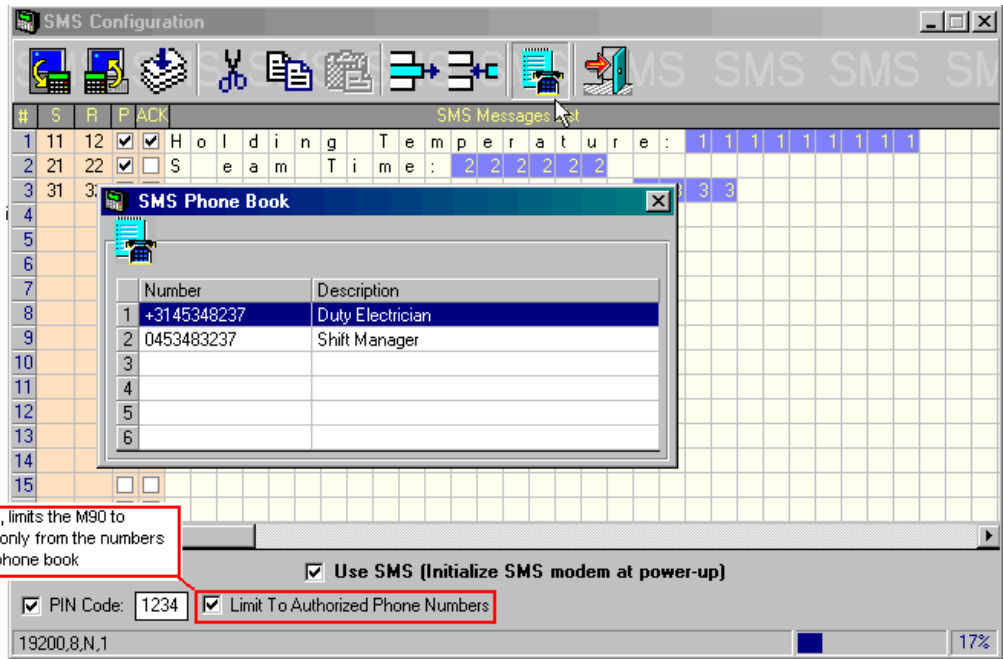 SMS Configuration
SMS SMS SMS SM
# S R P ACK SMS Messages List
1 11 12 Holding Temperature: 1 1 1 1 1 1 1 1 1
2 21 22 S eam Time: 2 2 2 2 2 2
3 31 3 3 3
4
5
6
7
8
9
10
11
12
13
14
15
SMS Phone Book
Number Description
1 +3145348237 Duty Electrician
2 0453483237 Shift Manager
3
4
5
6
, limits the M90 to
only from the numbers
phone book
Use SMS (Initialize SMS modem at power-up)
PIN Code: 1234 Limit To Authorized Phone Numbers
19200,8,N,1 17%